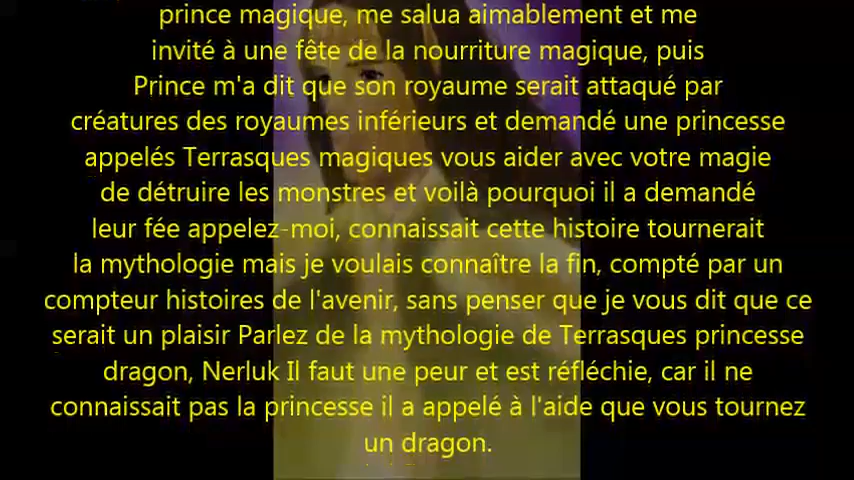 prince magique, me salua aimablement et me
invité à une fête de la nourriture magique, puis
Prince m'a dit que son royaume serait attaqué par
créatures des royaumes inférieurs et demandé une princesse
appelés Terrasques magiques vous aider avec votre magie
de détruire les monstres et voilà pourquoi il a demandé
leur fée appelez-moi, connaissait cette histoire tournerait
la mythologie mais je voulais connaître la fin, compté par un
compteur histoires de l'avenir, sans penser que je vous dit que ce
serait un plaisir Parlez de la mythologie de Terrasques princesse
dragon, Nerluk Il faut une peur et est réfléchie, car il ne
connaissait pas la princesse il a appelé à l'aide que vous tournez
un dragon.